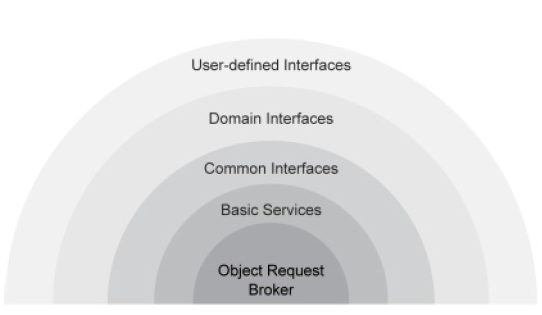 User-defined Interfaces
Domain Interfaces
Common Interfaces
Basic Services
Object Request
Broker